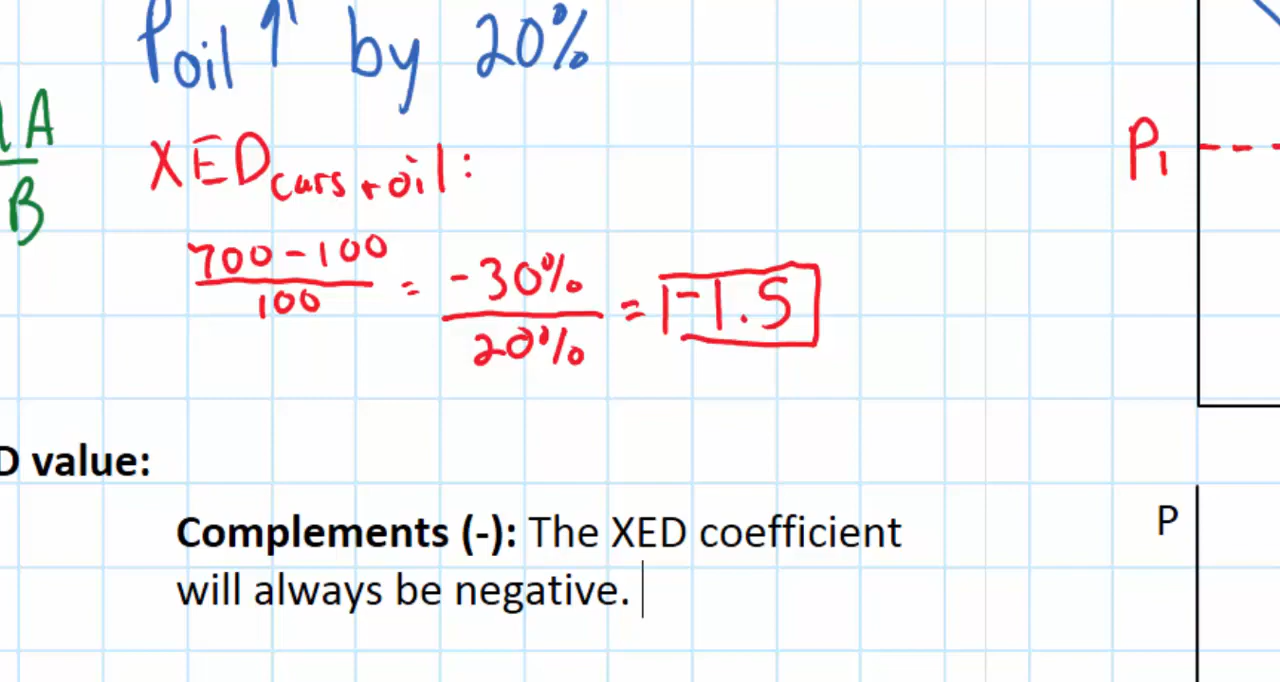 Poil ↑ by 20%
A
B
XED cars + oil:
P1
700 - 100
100
= -30%
20%
= -1.5
D value:
Complements (-): The XED coefficient
will always be negative.
P